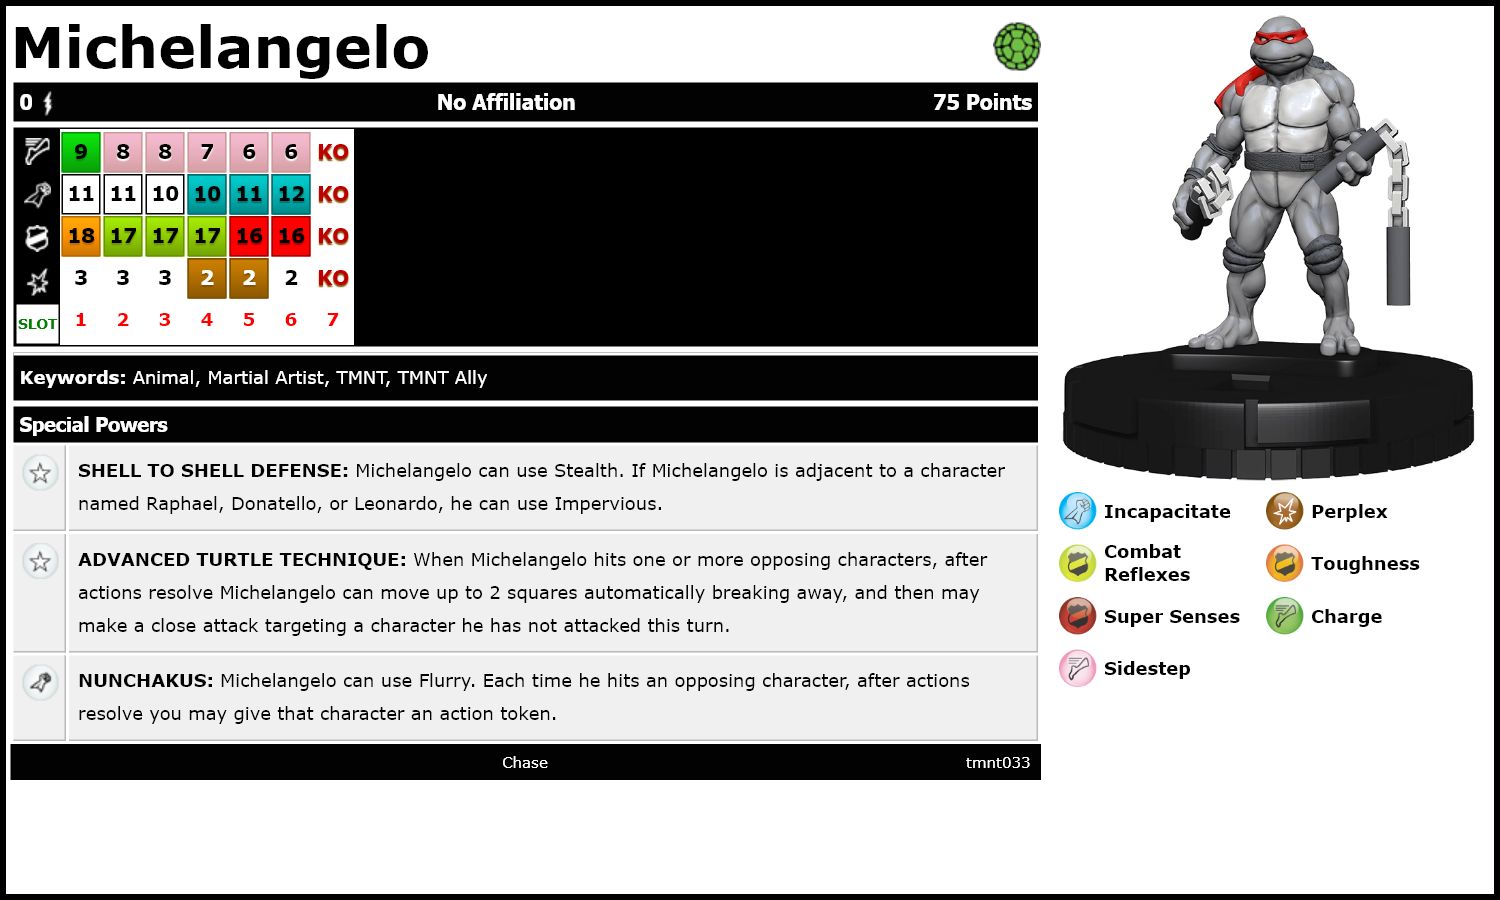 Michelangelo
0 No Affiliation 75 Points
9 8 8 7 6 6 KO
11 11 10 10 11 12 KO
18 17 17 17 16 16 KO
3 3 3 2 2 2 KO
SLOT 1 2 3 4 5 6 7
Keywords: Animal, Martial Artist, TMNT, TMNT Ally
Special Powers
SHELL TO SHELL DEFENSE: Michelangelo can use Stealth. If Michelangelo is adjacent to a character
named Raphael, Donatello, or Leonardo, he can use Impervious.
ADVANCED TURTLE TECHNIQUE: When Michelangelo hits one or more opposing characters, after
actions resolve Michelangelo can move up to 2 squares automatically breaking away, and then may
make a close attack targeting a character he has not attacked this turn.
NUNCHAKUS: Michelangelo can use Flurry. Each time he hits an opposing character, after actions
resolve you may give that character an action token.
Chase tmnt033
Incapacitate Perplex
Combat
Reflexes
Toughness
Super Senses Charge
Sidestep